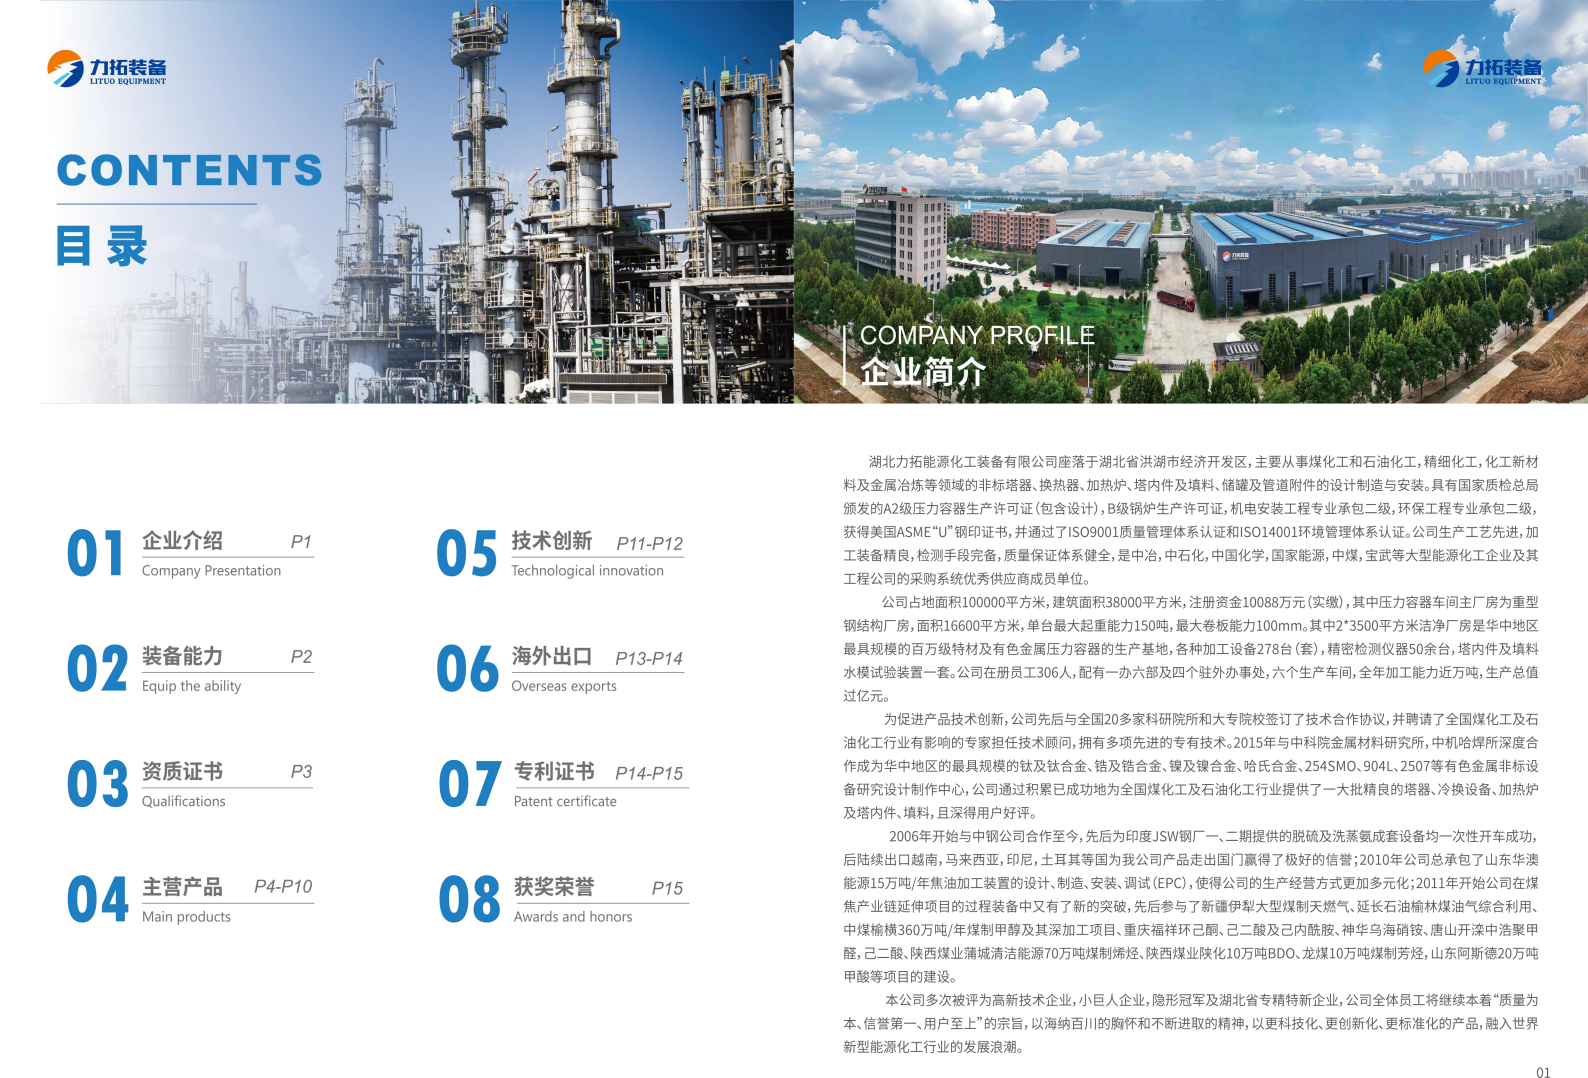 力拓装备
LITUO EQUIPMENT
CONTENTS
目录
01 企业介绍 P1
Company Presentation
02 装备能力 P2
Equip the ability
03 资质证书 P3
Qualifications
04 主营产品 P4-P10
Main products
05 技术创新 P11-P12
Technological innovation
06 海外出口 P13-P14
Overseas exports
07 专利证书 P14-P15
Patent certificate
08 获奖荣誉 P15
Awards and honors
力拓装备
LITUO EQUIPMENT
力拓装备
COMPANY PROFILE
企业简介
湖北力拓能源化工装备有限公司座落于湖北省洪湖市经济开发区，主要从事煤化工和石油化工，精细化工，化工新材
料及金属冶炼等领域的非标塔器、换热器、加热炉、塔内件及填料、储罐及管道附件的设计制造与安装。具有国家质检总局
颁发的A2级压力容器生产许可证（包含设计），B级锅炉生产许可证，机电安装工程专业承包二级，环保工程专业承包二级，
获得美国ASME“U”钢印证书，并通过了ISO9001质量管理体系认证和ISO14001环境管理体系认证。公司生产工艺先进，加
工装备精良，检测手段完备，质量保证体系健全，是中冶，中石化，中国化学，国家能源，中煤，宝武等大型能源化工企业及其
工程公司的采购系统优秀供应商成员单位。
公司占地面积100000平方米，建筑面积38000平方米，注册资金10088万元（实缴），其中压力容器车间主厂房为重型
钢结构厂房，面积16600平方米，单台最大起重能力150吨，最大卷板能力100mm。其中2*3500平方米洁净厂房是华中地区
最具规模的百万级特材及有色金属压力容器的生产基地，各种加工设备278台（套），精密检测仪器50余台，塔内件及填料
水模试验装置一套。公司在册员工306人，配有一办六部及四个驻外办事处，六个生产车间，全年加工能力近万吨，生产总值
过亿元。
为促进产品技术创新，公司先后与全国20多家科研院所和大专院校签订了技术合作协议，并聘请了全国煤化工及石
油化工行业有影响的专家担任技术顾问，拥有多项先进的专有技术。2015年与中科院金属材料研究所，中机哈焊所深度合
作成为华中地区的最具规模的钛及钛合金、锆及锆合金、镍及镍合金、哈氏合金、254SMO、904L、2507等有色金属非标设
备研究设计制作中心，公司通过积累已成功地为全国煤化工及石油化工行业提供了一大批精良的塔器、冷换设备、加热炉
及塔内件、填料，且深得用户好评。
2006年开始与中钢公司合作至今，先后为印度JSW钢厂一、二期提供的脱硫及洗蒸氨成套设备均一次性开车成功，
后陆续出口越南，马来西亚，印尼，土耳其等国为我公司产品走出国门赢得了极好的信誉；2010年公司总承包了山东华澳
能源15万吨/年焦油加工装置的设计、制造、安装、调试（EPC），使得公司的生产经营方式更加多元化；2011年开始公司在煤
焦产业链延伸项目的过程装备中又有了新的突破，先后参与了新疆伊犁大型煤制天燃气、延长石油榆林煤油气综合利用、
中煤榆横360万吨/年煤制甲醇及其深加工项目、重庆福祥环己酮、己二酸及己内酰胺、神华乌海硝铵、唐山开滦中浩聚甲
醛，己二酸、陕西煤业蒲城清洁能源70万吨煤制烯烃、陕西煤业陕化10万吨BDO、龙煤10万吨煤制芳烃，山东阿斯德20万吨
甲酸等项目的建设。
本公司多次被评为高新技术企业，小巨人企业，隐形冠军及湖北省专精特新企业，公司全体员工将继续本着“质量为
本、信誉第一、用户至上”的宗旨，以海纳百川的胸怀和不断进取的精神，以更科技化、更创新化、更标准化的产品，融入世界
新型能源化工行业的发展浪潮。
01